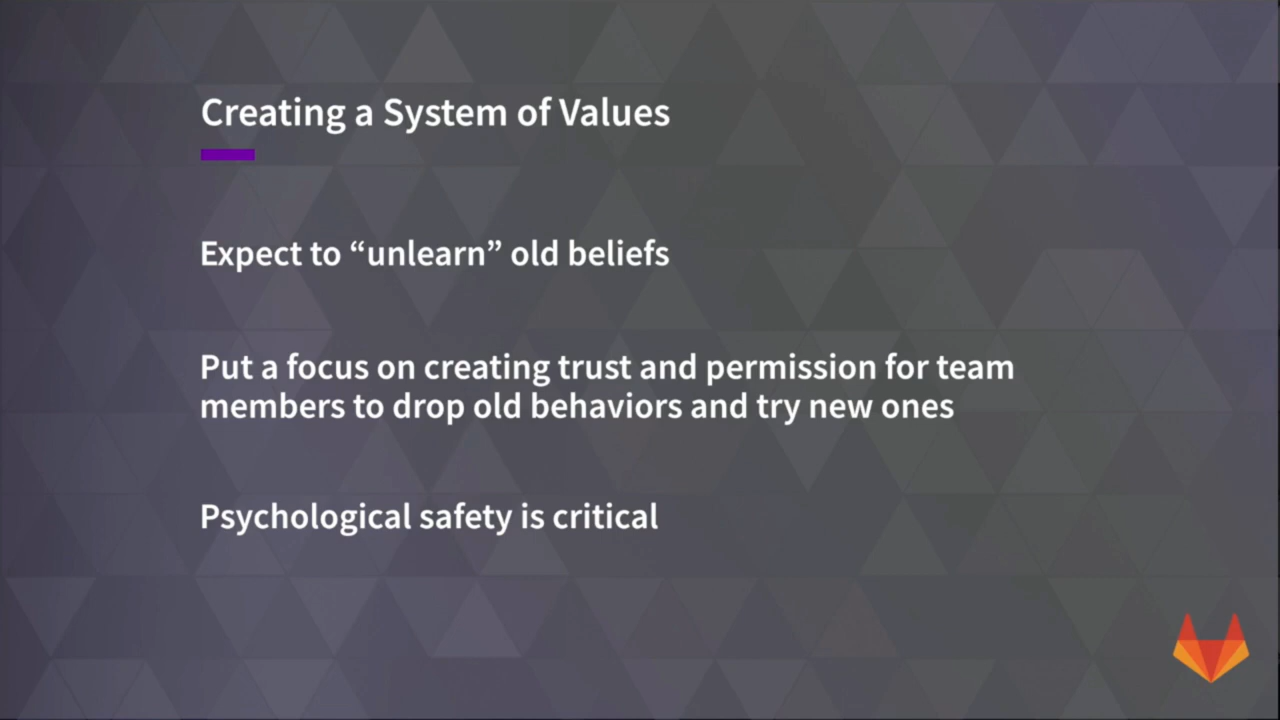 Creating a System of Values
Expect to “unlearn” old beliefs
Put a focus on creating trust and permission for team
members to drop old behaviors and try new ones
Psychological safety is critical